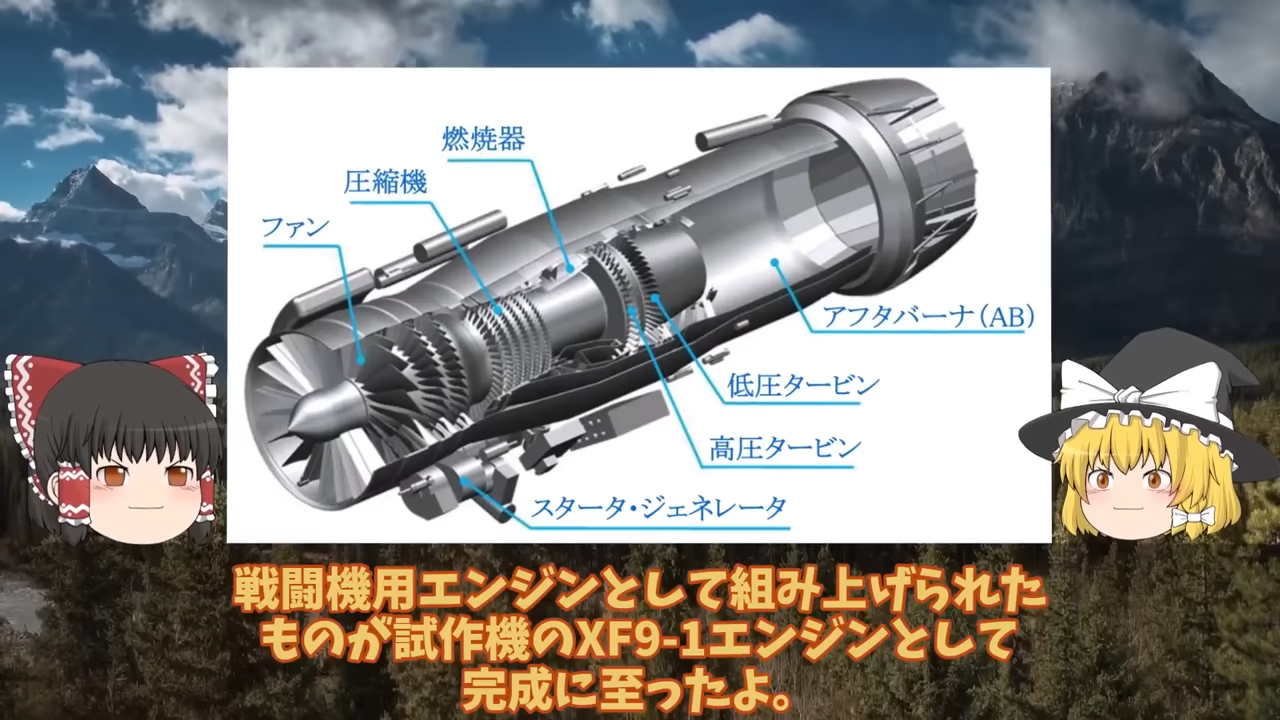 燃焼器
圧縮機
ファン
アフタバーナ(AB)
低圧タービン
高圧タービン
スタータ・ジェネレータ
戦闘機用エンジンとして組み上げられた
ものが試作機のXF9-1エンジンとして
完成に至ったよ。